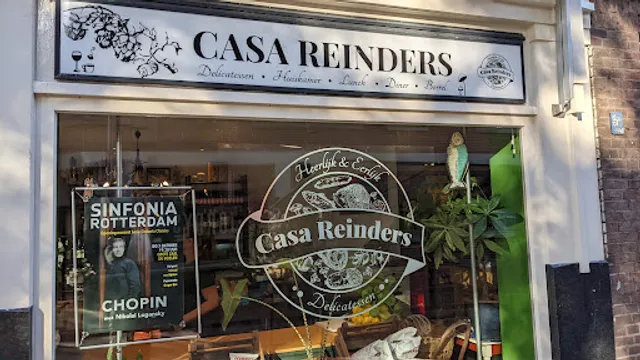 CASA REINDERS
Delicatessen • Huiskamer • Lunch • Diner • Borrel
Casa Reinders
Heerlijk & Eerlijk
Casa Reinders
Delicatessen
SINFONIA
ROTTERDAM
CHOPIN